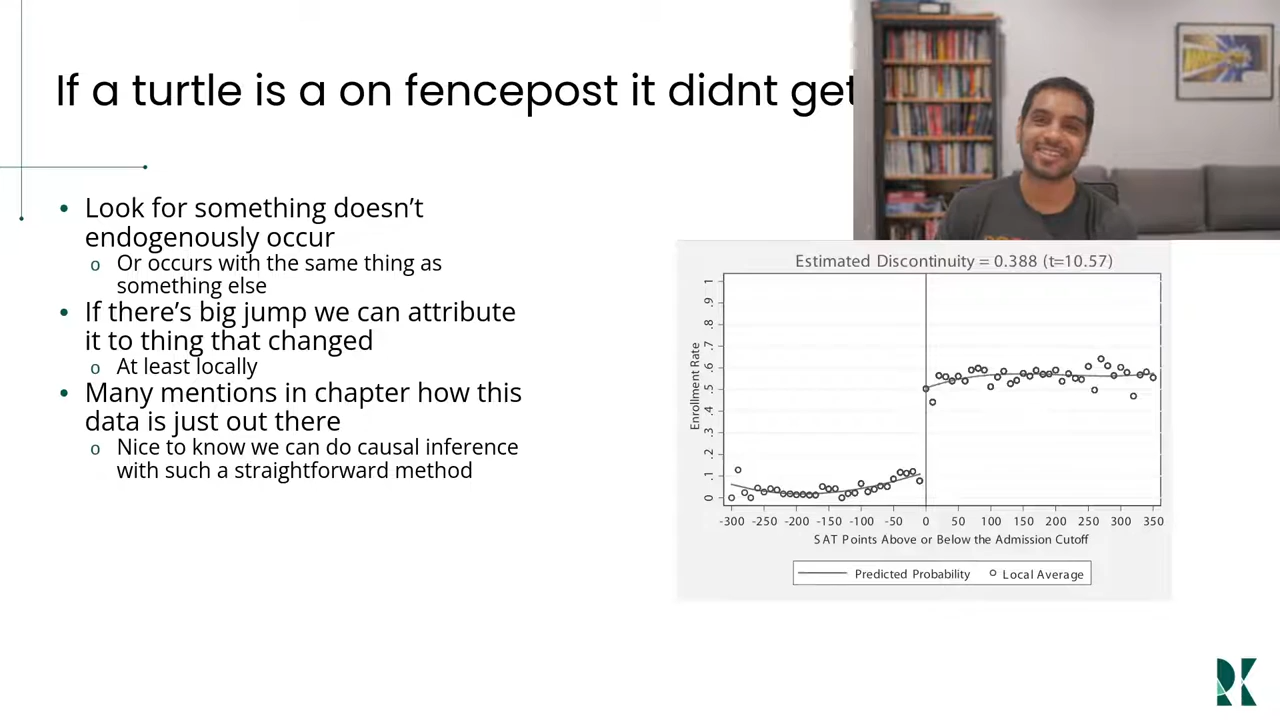 If a turtle is a on fencepost it didnt get
• Look for something doesn’t
endogenously occur
o Or occurs with the same thing as
something else
• If there’s big jump we can attribute
it to thing that changed
o At least locally
• Many mentions in chapter how this
data is just out there
o Nice to know we can do causal inference
with such a straightforward method
Estimated Discontinuity = 0.388 (t=10.57)
Enrollment Rate
1
.9
.8
.7
.6
.5
.4
.3
.2
.1
0
-300 -250 -200 -150 -100 -50 0 50 100 150 200 250 300 350
SAT Points Above or Below the Admission Cutoff
Predicted Probability Local Average
RK